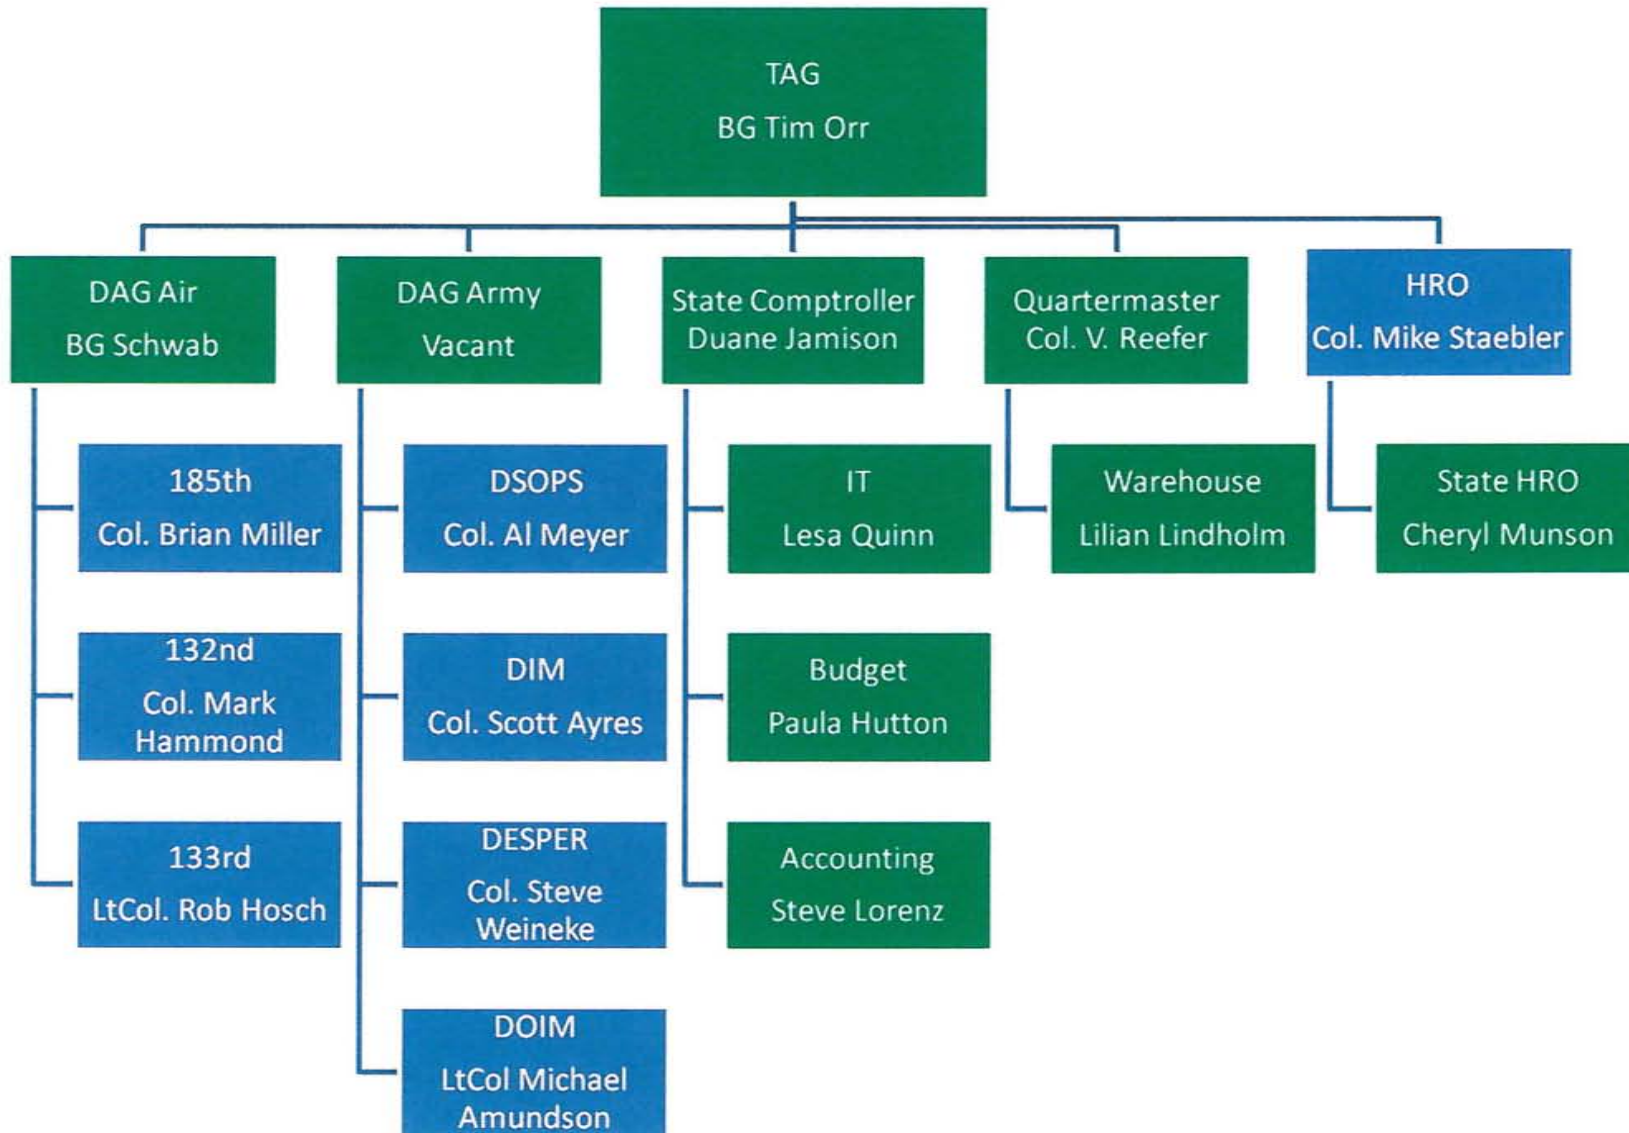 TAG
BG Tim Orr
DAG Air
BG Schwab
DAG Army
Vacant
State Comptroller
Duane Jamison
Quartermaster
Col. V. Reefer
HRO
Col. Mike Staebler
185th
Col. Brian Miller
132nd
Col. Mark
Hammond
133rd
LtCol. Rob Hosch
DSOPS
Col. Al Meyer
DIM
Col. Scott Ayres
DESPER
Col. Steve
Weineke
DOIM
LtCol Michael
Amundson
IT
Lesa Quinn
Budget
Paula Hutton
Accounting
Steve Lorenz
Warehouse
Lilian Lindholm
State HRO
Cheryl Munson